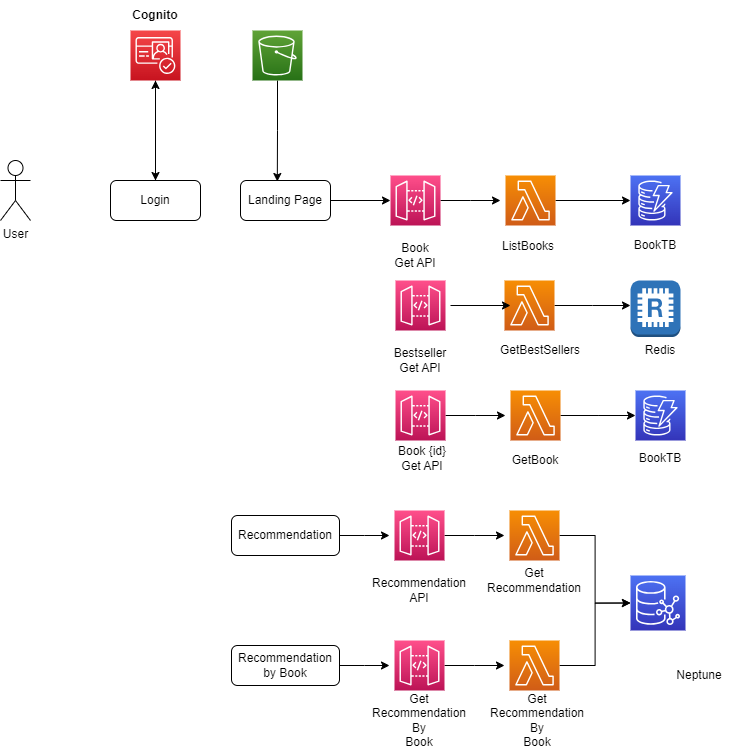 Cognito
Login
Landing Page
User
Book
Get API
ListBooks
BookTB
Bestseller
Get API
GetBestSellers
R
Redis
Book {id}
Get API
GetBook
BookTB
Recommendation
Recommendation
API
Get
Recommendation
Recommendation
by Book
Neptune
Get
Recommendation
By
Book
Get
Recommendation
By
Book